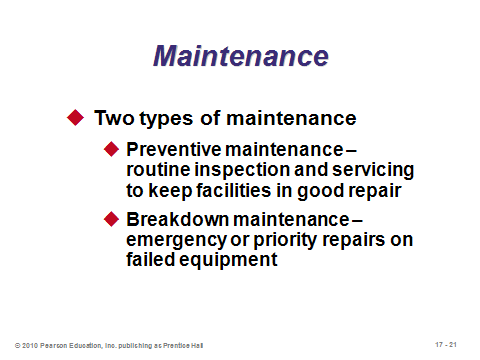 Maintenance
Two types of maintenance
Preventive maintenance –
routine inspection and servicing
to keep facilities in good repair
Breakdown maintenance –
emergency or priority repairs on
failed equipment
© 2010 Pearson Education, Inc. publishing as Prentice Hall
17 - 21